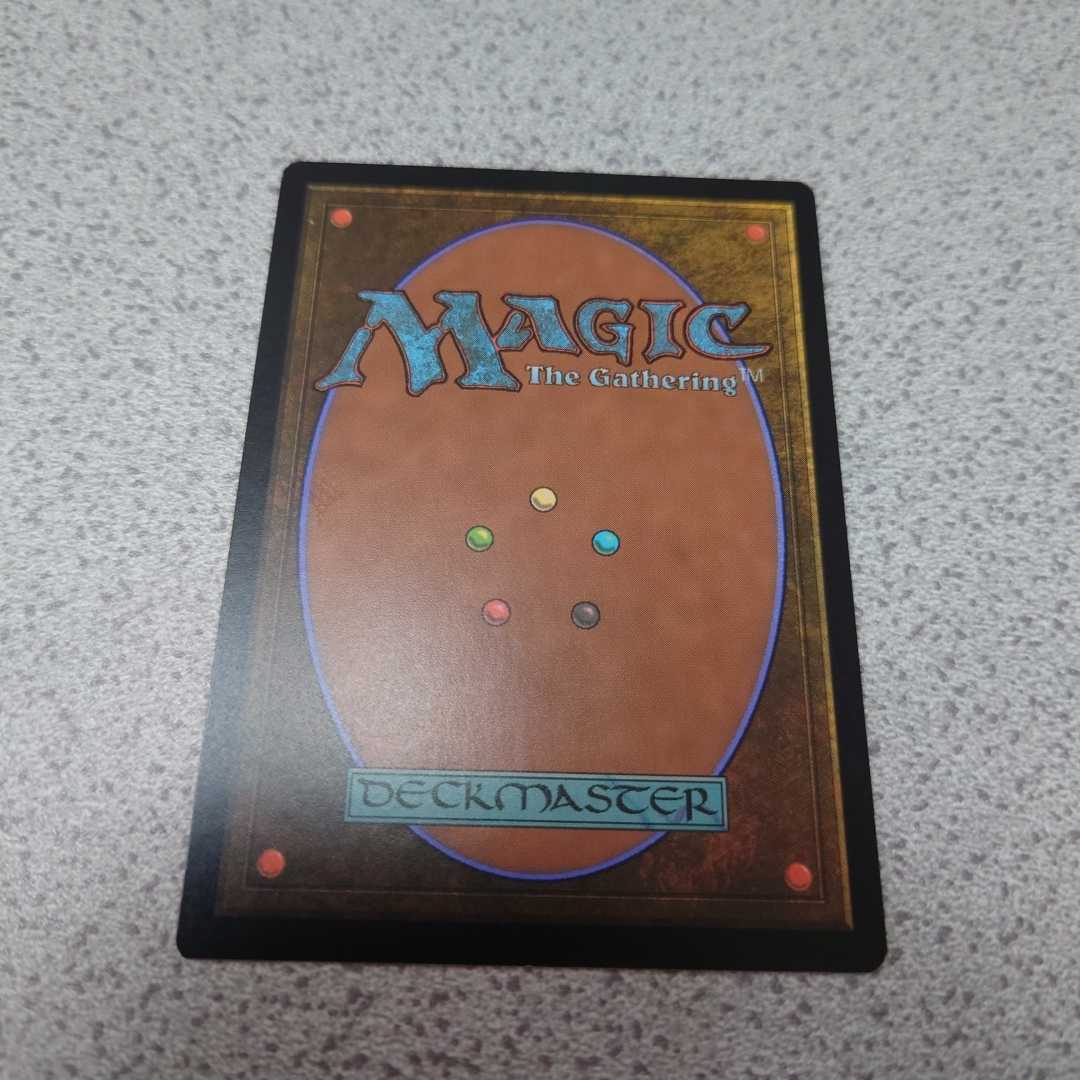 MAGIC
The Gathering™
DECKMASTER